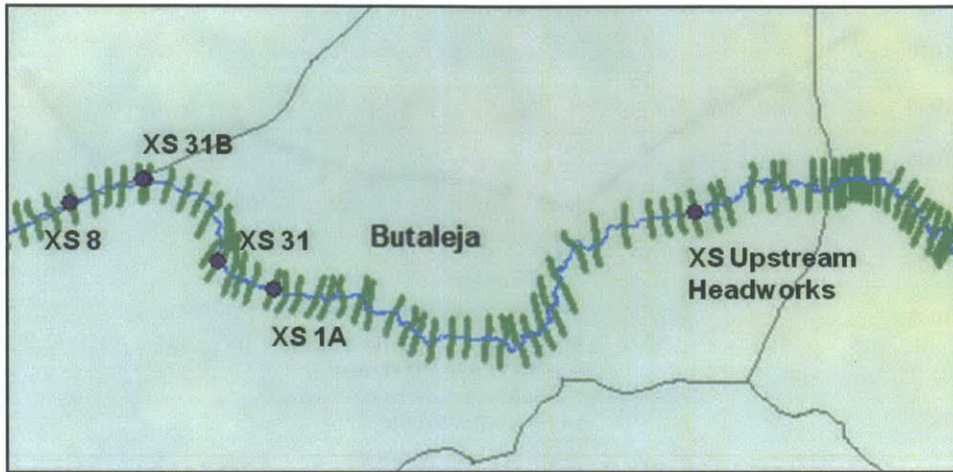 XS 31B
XS 8
XS 31
Butaleja
XS Upstream
Headworks
XS 1A